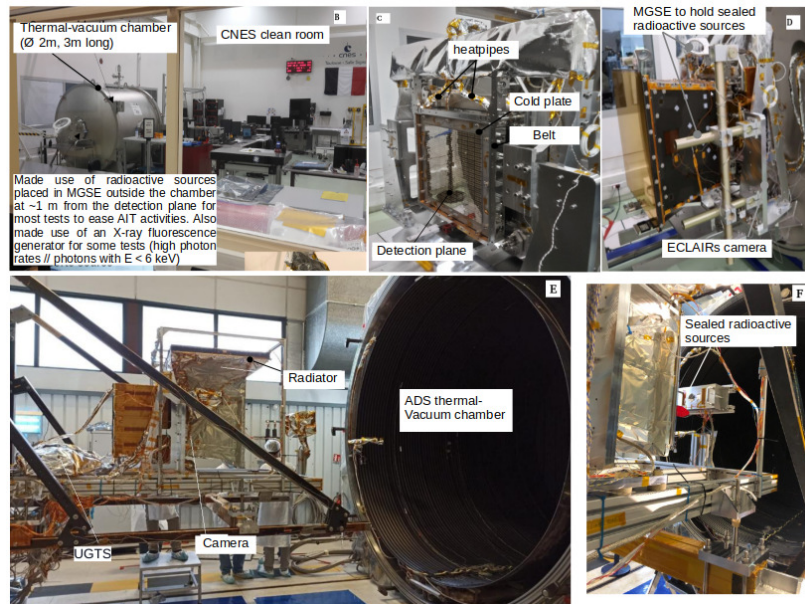 B
Thermal-vacuum chamber
(Ø 2m, 3m long)
CNES clean room
cnes
Made use of radioactive sources
placed in MGSE outside the chamber
at ~1 m from the detection plane for
most tests to ease AIT activities. Also
made use of an X-ray fluorescence
generator for some tests (high photon
rates // photons with E < 6 keV)
C
heatpipes
Cold plate
Belt
Detection plane
MGSE to hold sealed
radioactive sources
D
ECLAIRs camera
E
Radiator
ADS thermal-
Vacuum chamber
UGTS
Camera
F
Sealed radioactive
sources